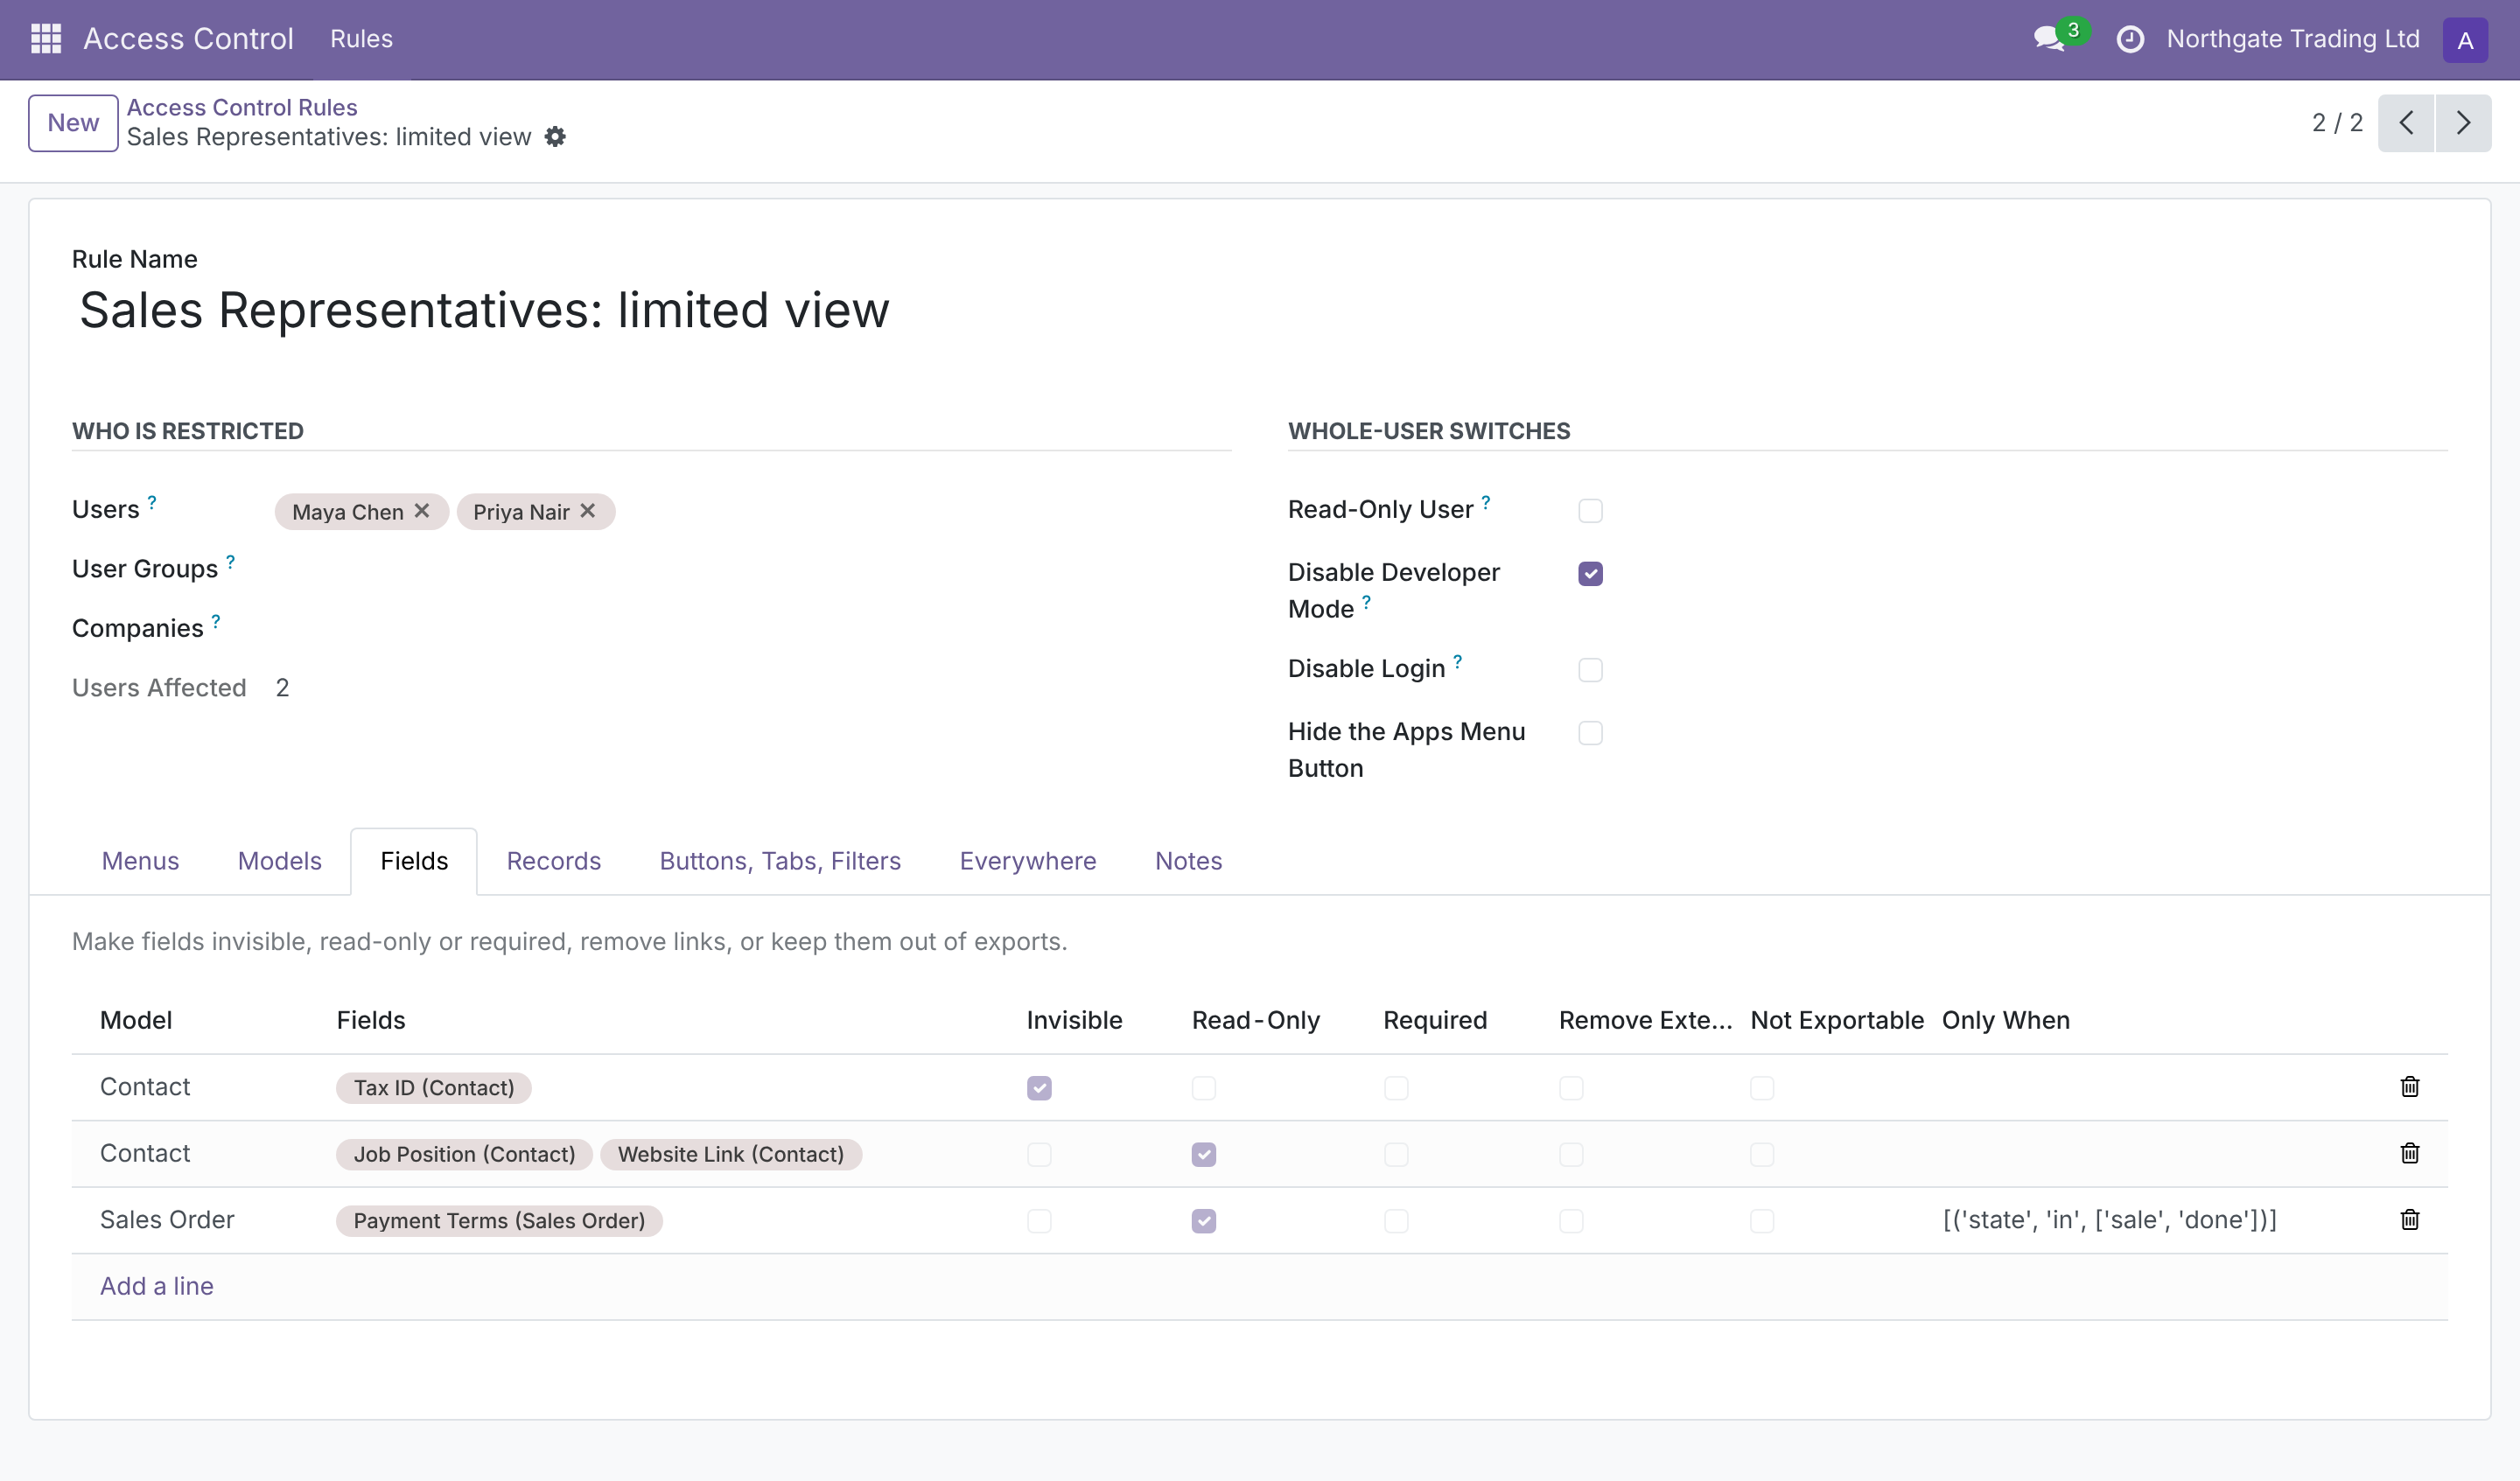 Access Control Rules 3 Northgate Trading Ltd A
New Access Control Rules 2 / 2
Sales Representatives: limited view
Rule Name
Sales Representatives: limited view
WHO IS RESTRICTED
Users ? Maya Chen Priya Nair
User Groups ?
Companies ?
Users Affected 2
WHOLE-USER SWITCHES
Read-Only User ?
Disable Developer
Mode ?
Disable Login ?
Hide the Apps Menu
Button
Menus Models Fields Records Buttons, Tabs, Filters Everywhere Notes
Make fields invisible, read-only or required, remove links, or keep them out of exports.
Model Fields Invisible Read-Only Required Remove Exte... Not Exportable Only When
Contact Tax ID (Contact)
Contact Job Position (Contact) Website Link (Contact)
Sales Order Payment Terms (Sales Order) [('state', 'in', ['sale', 'done'])]
Add a line